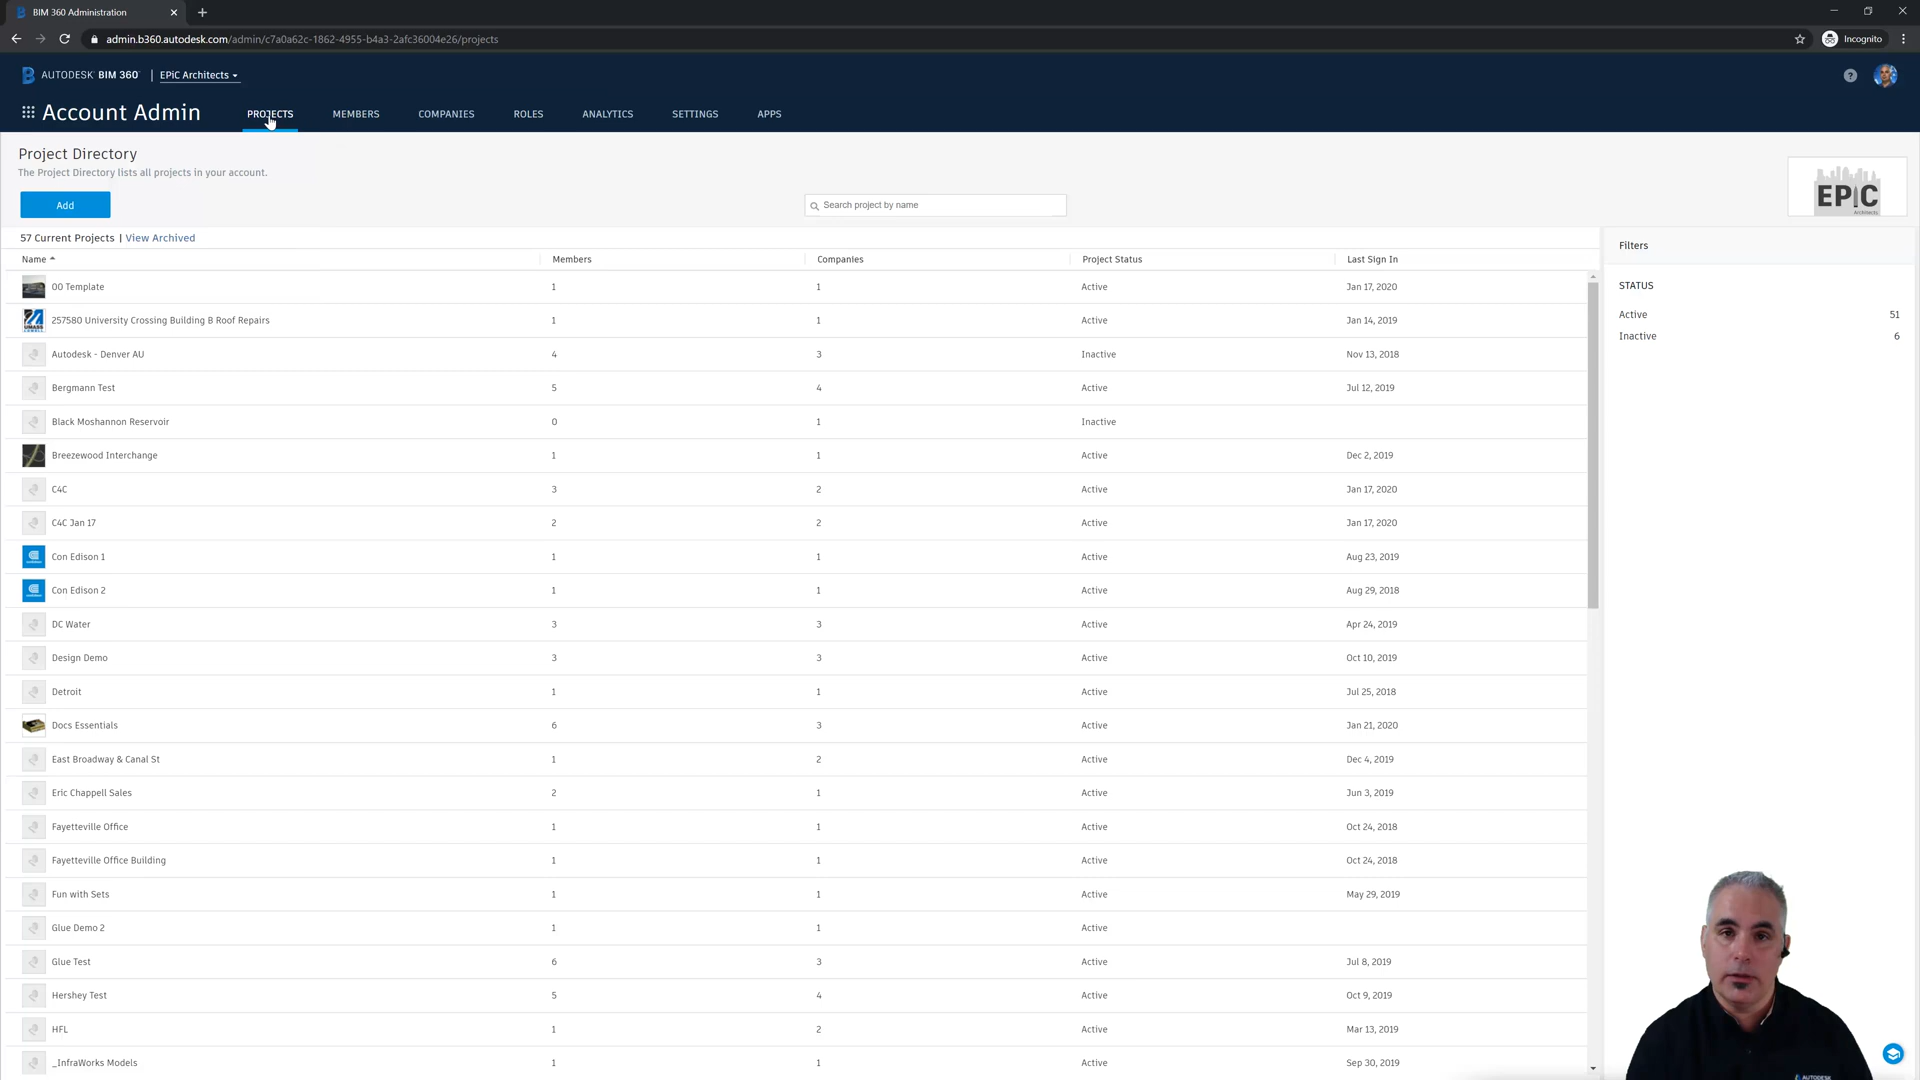 BIM 360 Administration
admin.b360.autodesk.com/admin/c7a0a62c-1862-4955-b4a3-2afc36004e26/projects
Incognito
AUTODESK BIM 360 | EPiC Architects
Account Admin PROJECTS MEMBERS COMPANIES ROLES ANALYTICS SETTINGS APPS
Project Directory
The Project Directory lists all projects in your account.
Add
Search project by name
EPiC
Architects
57 Current Projects | View Archived
Filters
Name Members Companies Project Status Last Sign In
STATUS
Active 51
Inactive 6
00 Template 1 1 Active Jan 17, 2020
257580 University Crossing Building B Roof Repairs 1 1 Active Jan 14, 2019
Autodesk - Denver AU 4 3 Inactive Nov 13, 2018
Bergmann Test 5 4 Active Jul 12, 2019
Black Moshannon Reservoir 0 1 Inactive
Breezewood Interchange 1 1 Active Dec 2, 2019
C4C 3 2 Active Jan 17, 2020
C4C Jan 17 2 2 Active Jan 17, 2020
Con Edison 1 1 1 Active Aug 23, 2019
Con Edison 2 1 1 Active Aug 29, 2018
DC Water 3 3 Active Apr 24, 2019
Design Demo 3 3 Active Oct 10, 2019
Detroit 1 1 Active Jul 25, 2018
Docs Essentials 6 3 Active Jan 21, 2020
East Broadway & Canal St 1 2 Active Dec 4, 2019
Eric Chappell Sales 2 1 Active Jun 3, 2019
Fayetteville Office 1 1 Active Oct 24, 2018
Fayetteville Office Building 1 1 Active Oct 24, 2018
Fun with Sets 1 1 Active May 29, 2019
Glue Demo 2 1 1 Active
Glue Test 6 3 Active Jul 8, 2019
Hershey Test 5 4 Active Oct 9, 2019
HFL 1 2 Active Mar 13, 2019
_InfraWorks Models 1 1 Active Sep 30, 2019
AUTODESK